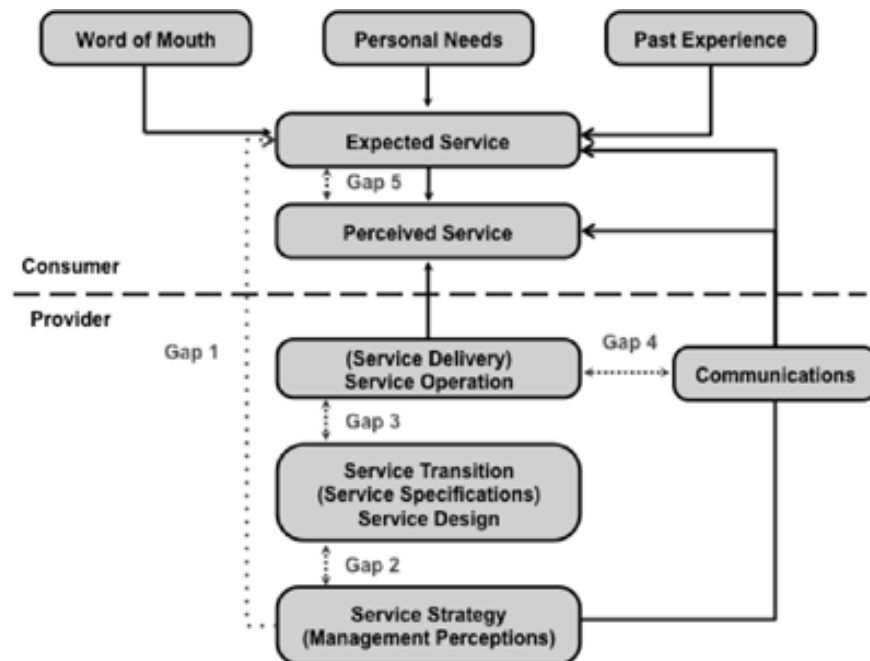 Word of Mouth
Personal Needs
Past Experience
Expected Service
Gap 5
Perceived Service
Consumer
Provider
Gap 1
(Service Delivery)
Service Operation
Gap 4
Communications
Gap 3
Service Transition
(Service Specifications)
Service Design
Gap 2
Service Strategy
(Management Perceptions)